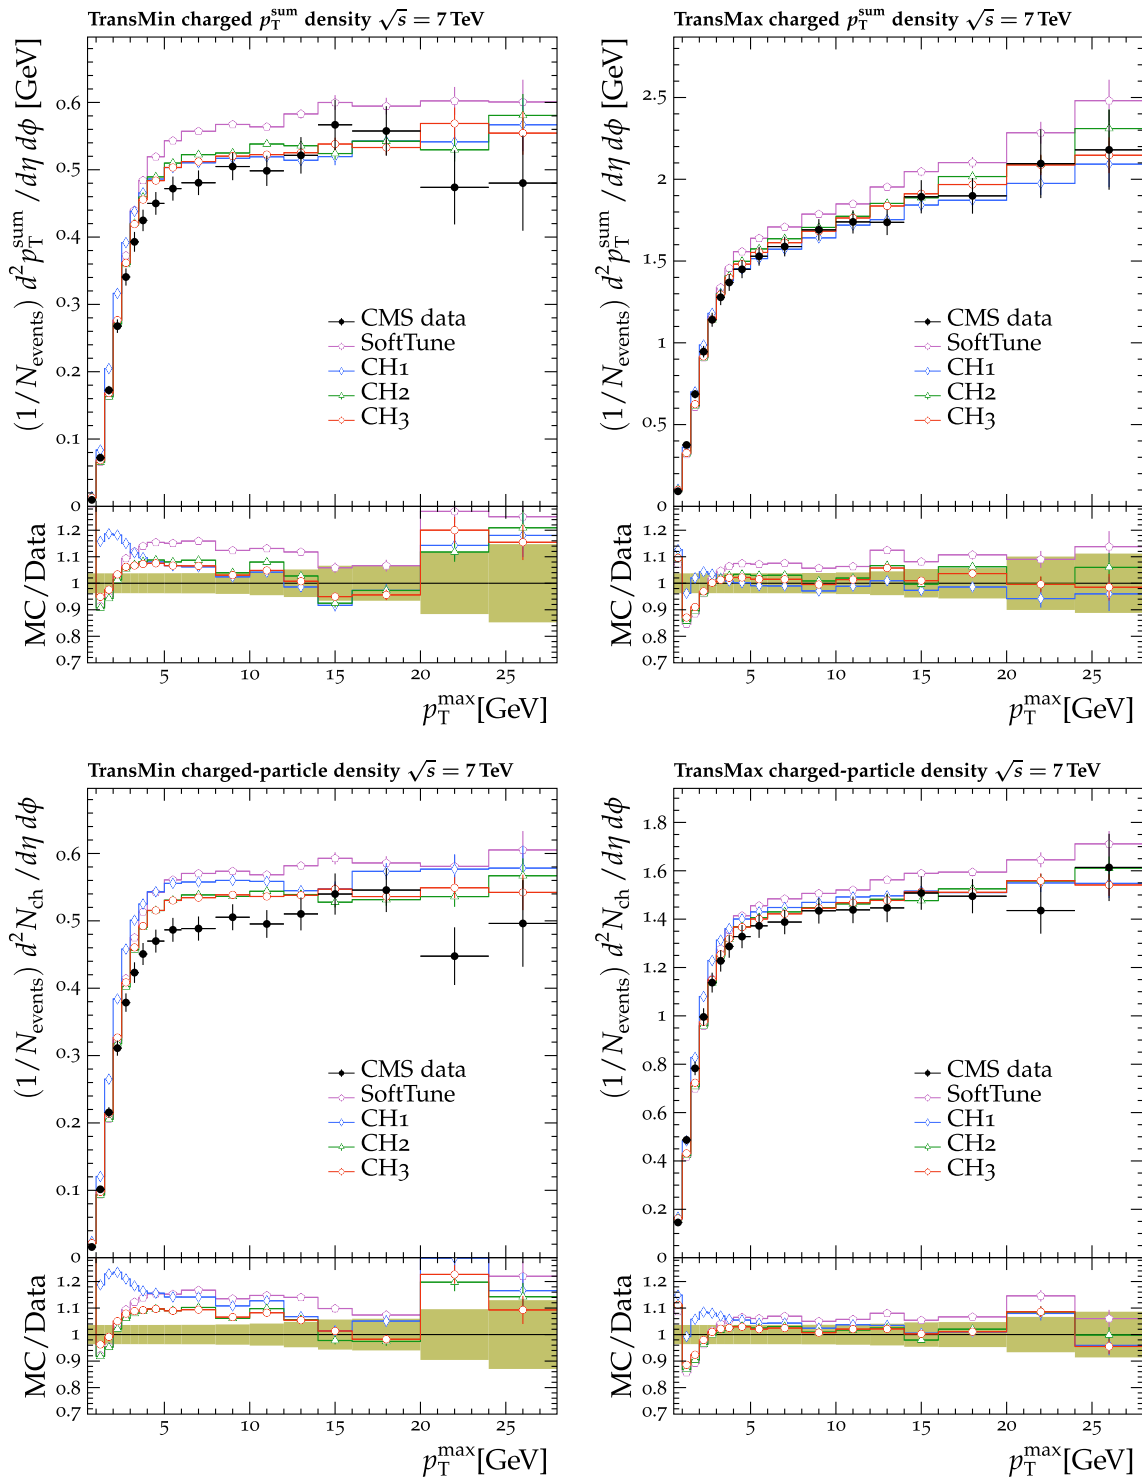 TransMin charged p_T^sum density √s = 7 TeV
(1/N_events) d²p_T^sum /dη dϕ [GeV]
0.6
0.5
0.4
0.3
0.2
0.1
0
CMS data
SoftTune
CH1
CH2
CH3
MC/Data
1.2
1.1
1
0.9
0.8
0.7
5 10 15 20 25
p_T^max [GeV]
TransMax charged p_T^sum density √s = 7 TeV
(1/N_events) d²p_T^sum /dη dϕ [GeV]
2.5
2
1.5
1
0.5
0
CMS data
SoftTune
CH1
CH2
CH3
MC/Data
1.2
1.1
1
0.9
0.8
0.7
5 10 15 20 25
p_T^max [GeV]
TransMin charged-particle density √s = 7 TeV
(1/N_events) d²N_ch /dη dϕ
0.6
0.5
0.4
0.3
0.2
0.1
0
CMS data
SoftTune
CH1
CH2
CH3
MC/Data
1.2
1.1
1
0.9
0.8
0.7
5 10 15 20 25
p_T^max [GeV]
TransMax charged-particle density √s = 7 TeV
(1/N_events) d²N_ch /dη dϕ
1.8
1.6
1.4
1.2
1
0.8
0.6
0.4
0.2
0
CMS data
SoftTune
CH1
CH2
CH3
MC/Data
1.2
1.1
1
0.9
0.8
0.7
5 10 15 20 25
p_T^max [GeV]